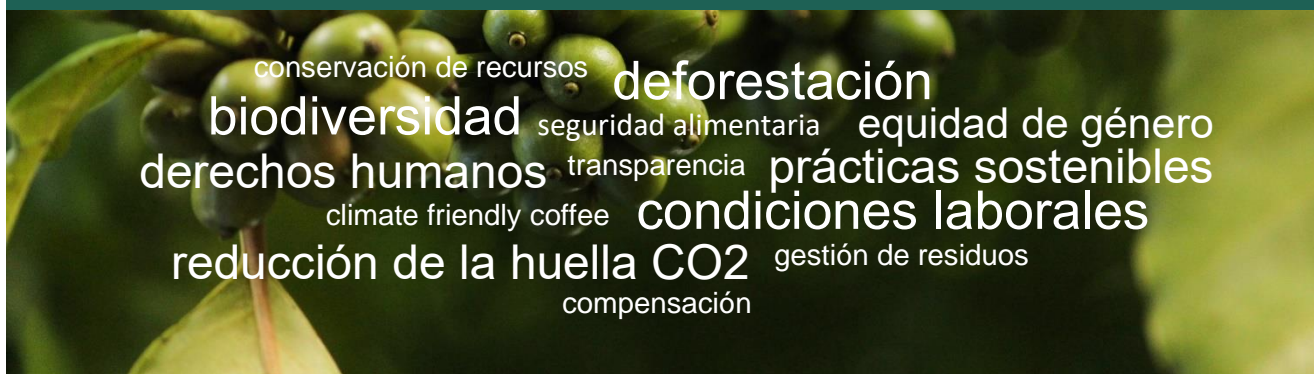 conservación de recursos
deforestación
biodiversidad
seguridad alimentaria
equidad de género
derechos humanos
transparencia
prácticas sostenibles
climate friendly coffee
condiciones laborales
reducción de la huella CO2
gestión de residuos
compensación